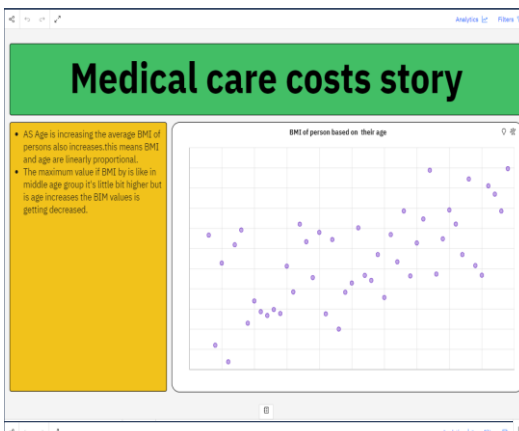 Analytics Filters
Medical care costs story
AS Age is increasing the average BMI of
persons also increases.this means BMI
and age are linearly proportional.
The maximum value if BMI by is like in
middle age group it's little bit higher but
is age increases the BIM values is
getting decreased.
BMI of person based on their age